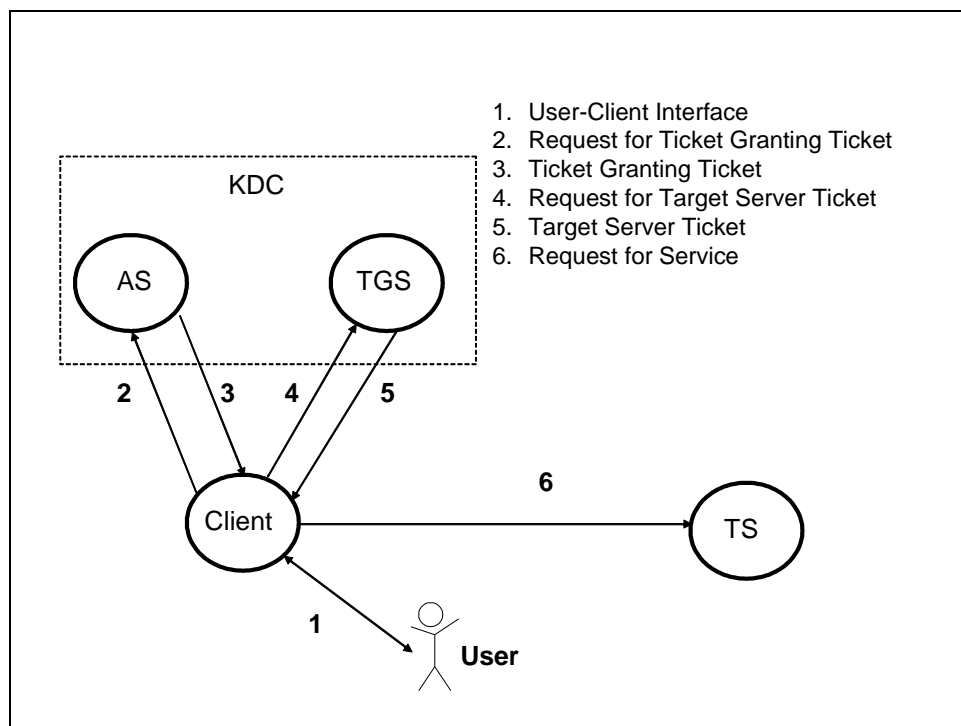 1. User-Client Interface
2. Request for Ticket Granting Ticket
3. Ticket Granting Ticket
4. Request for Target Server Ticket
5. Target Server Ticket
6. Request for Service
KDC
AS
TGS
2
3
4
5
Client
6
TS
1
User